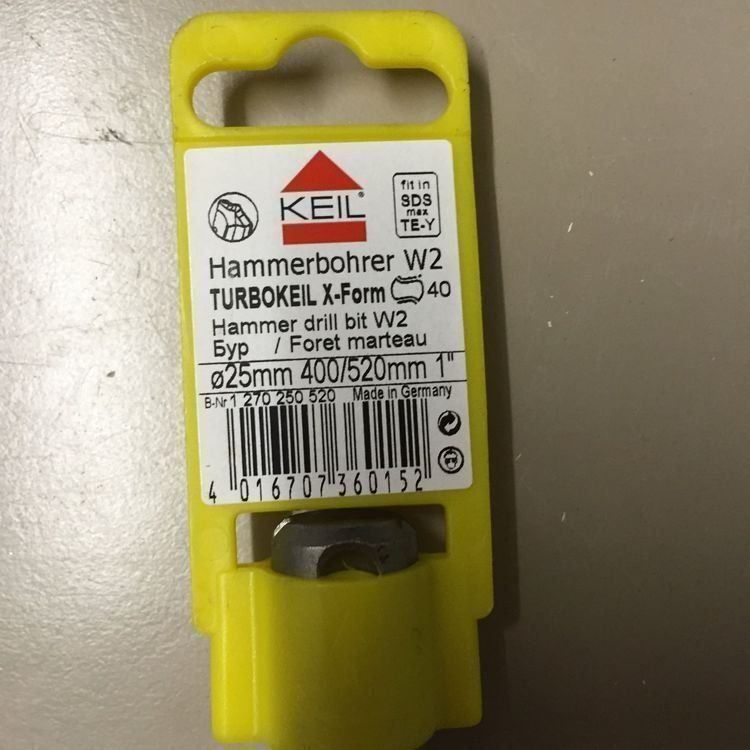 KEIL®
fit in
SDS
max
TE-Y
Hammerbohrer W2
TURBOKEIL X-Form 40
Hammer drill bit W2
Бур / Foret marteau
ø25mm 400/520mm 1"
B-Nr 1 270 250 520 Made in Germany
4 016707 360152